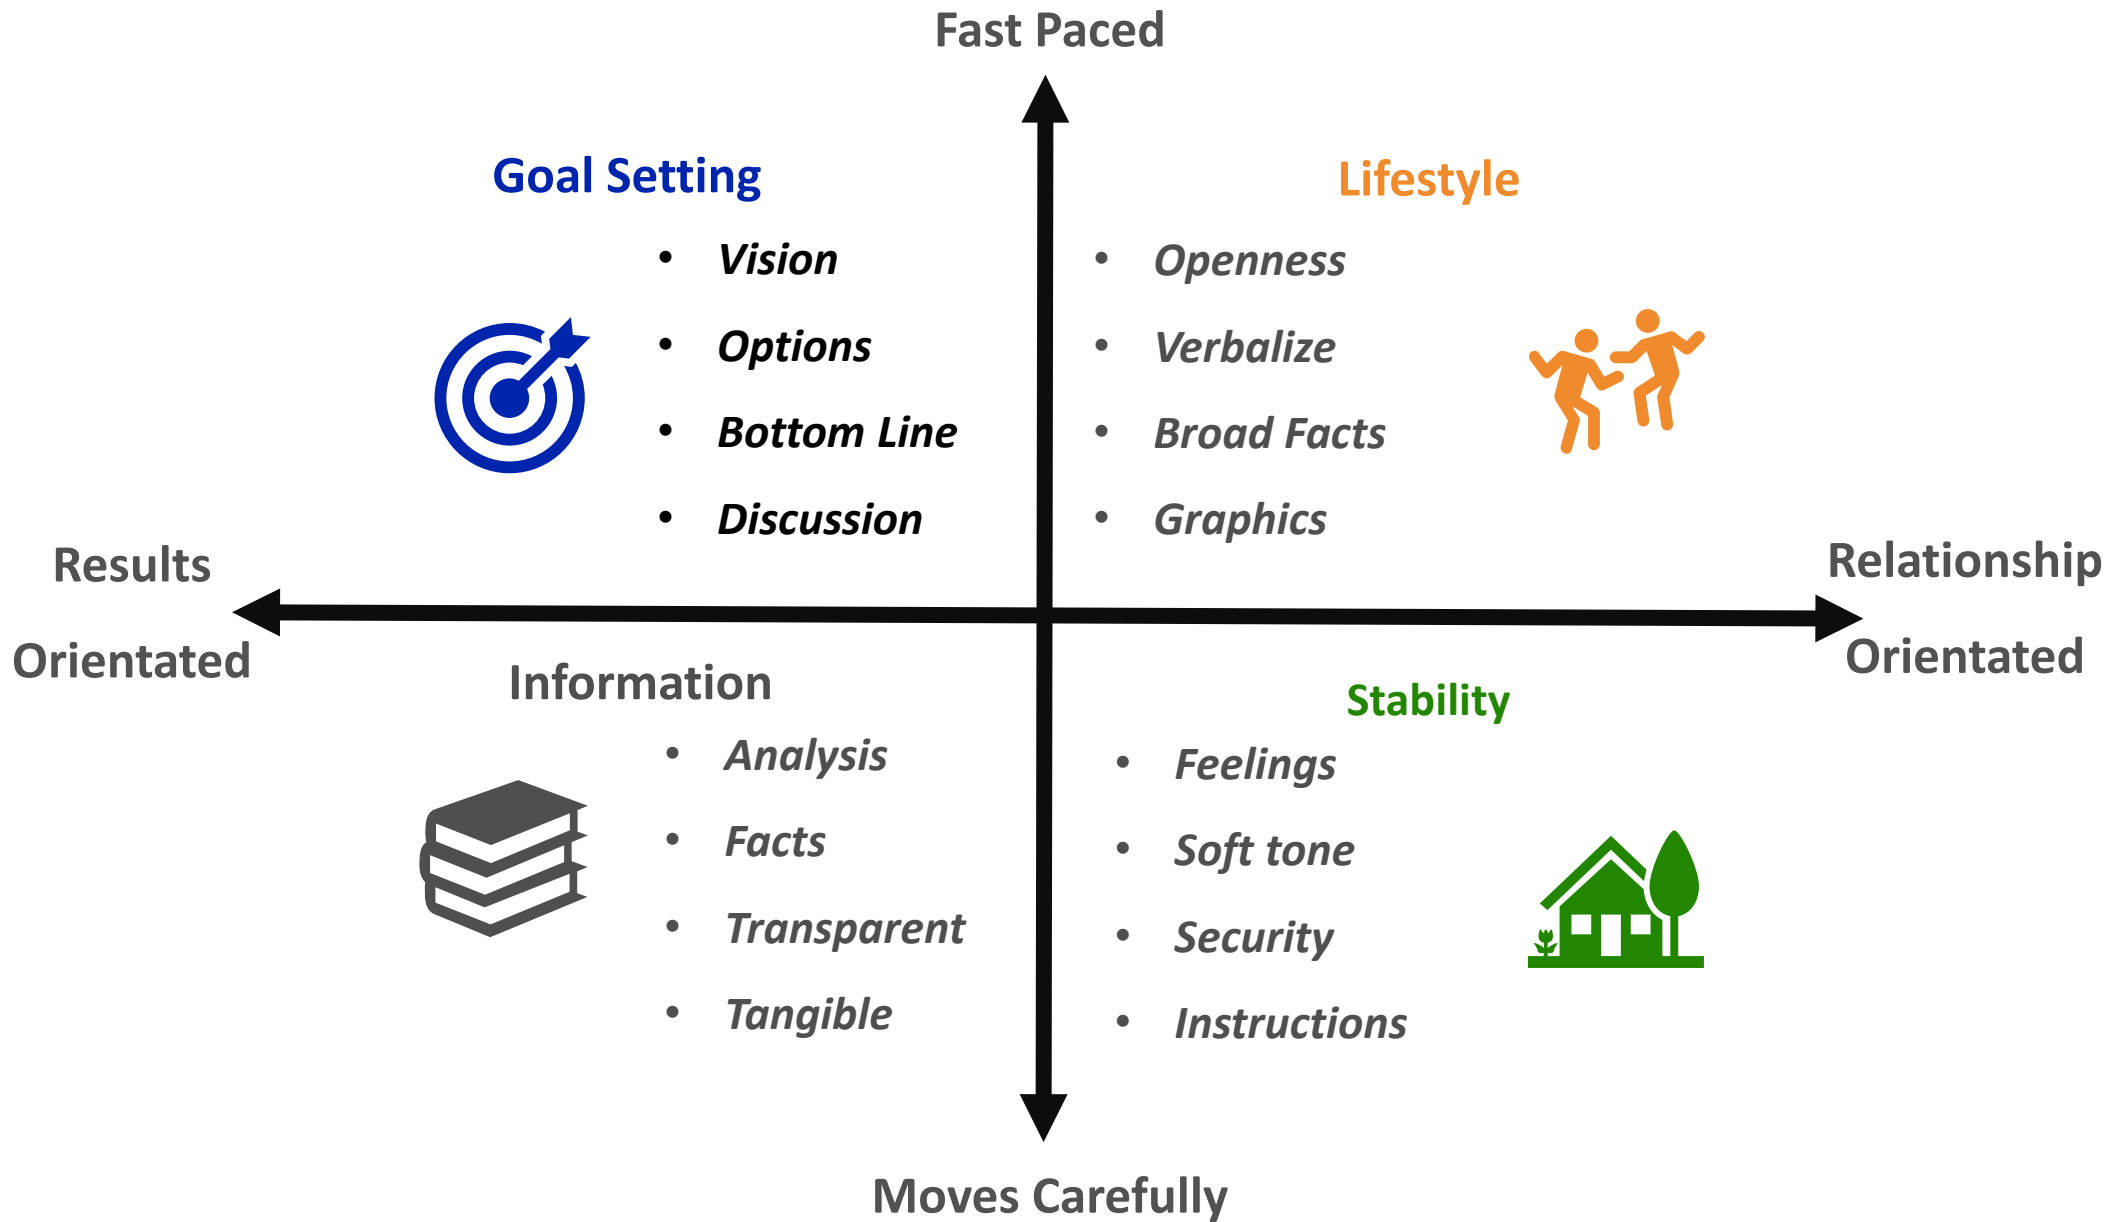 Fast Paced
Goal Setting
• Vision
• Options
• Bottom Line
• Discussion
Lifestyle
• Openness
• Verbalize
• Broad Facts
• Graphics
Results
Orientated
Relationship
Orientated
Information
• Analysis
• Facts
• Transparent
• Tangible
Stability
• Feelings
• Soft tone
• Security
• Instructions
Moves Carefully